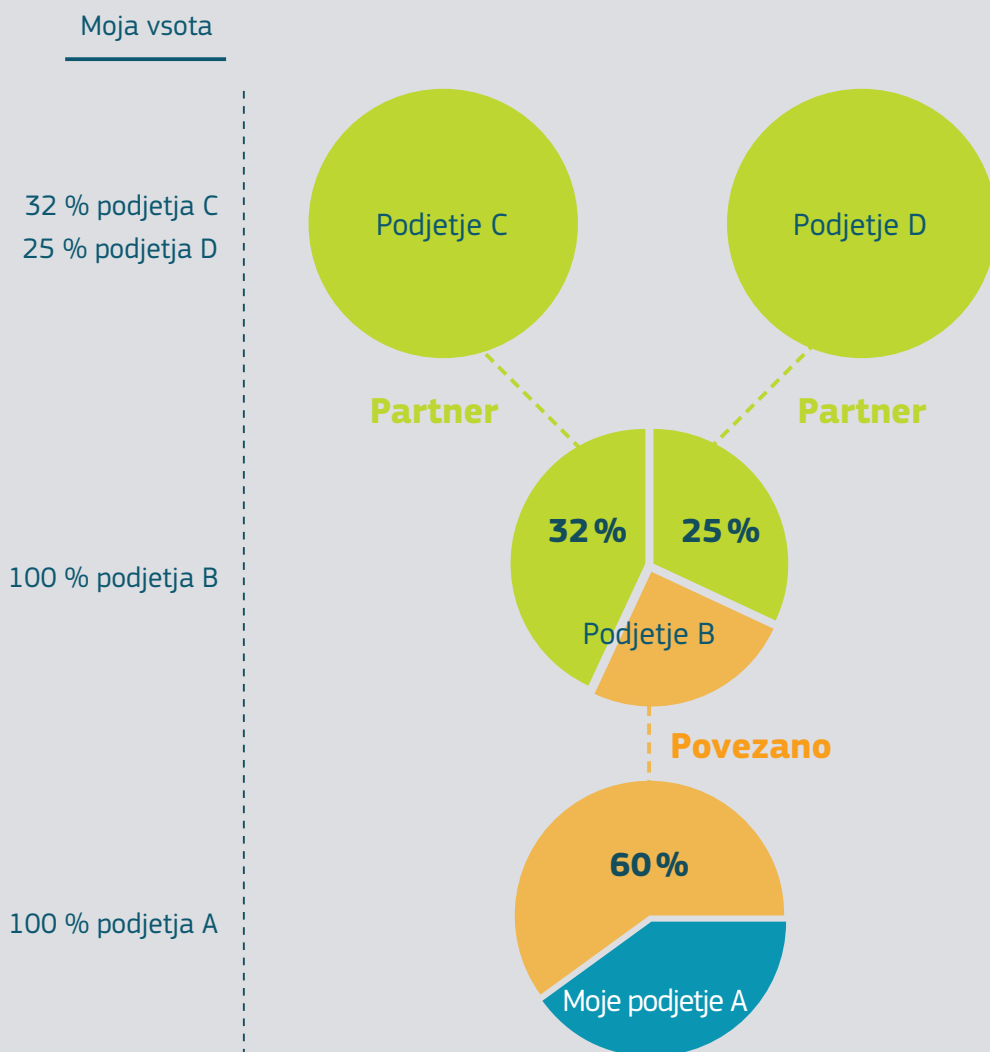 Moja vsota
32 % podjetja C
25 % podjetja D
Podjetje C
Podjetje D
Partner
Partner
32 %
25 %
100 % podjetja B
Podjetje B
Povezano
60 %
100 % podjetja A
Moje podjetje A